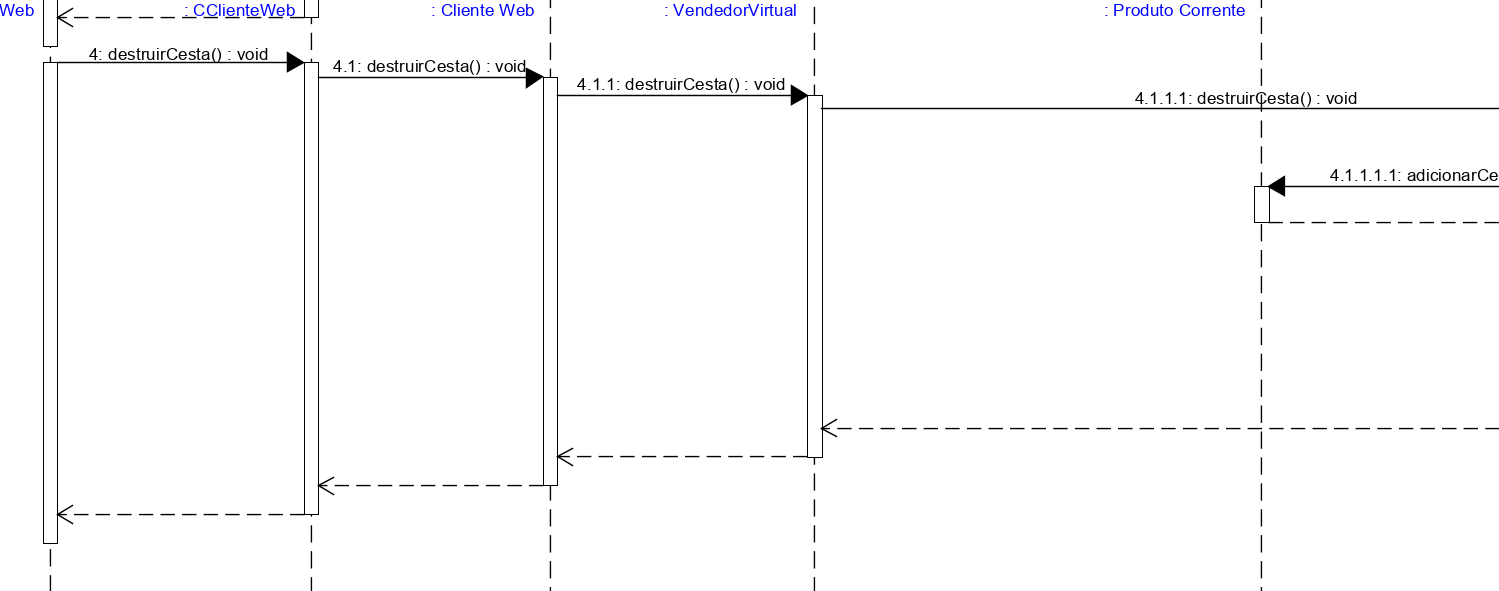 Web
: CClienteWeb
: Cliente Web
: VendedorVirtual
: Produto Corrente
4: destruirCesta() : void
4.1: destruirCesta() : void
4.1.1: destruirCesta() : void
4.1.1.1: destruirCesta() : void
4.1.1.1.1: adicionarCe